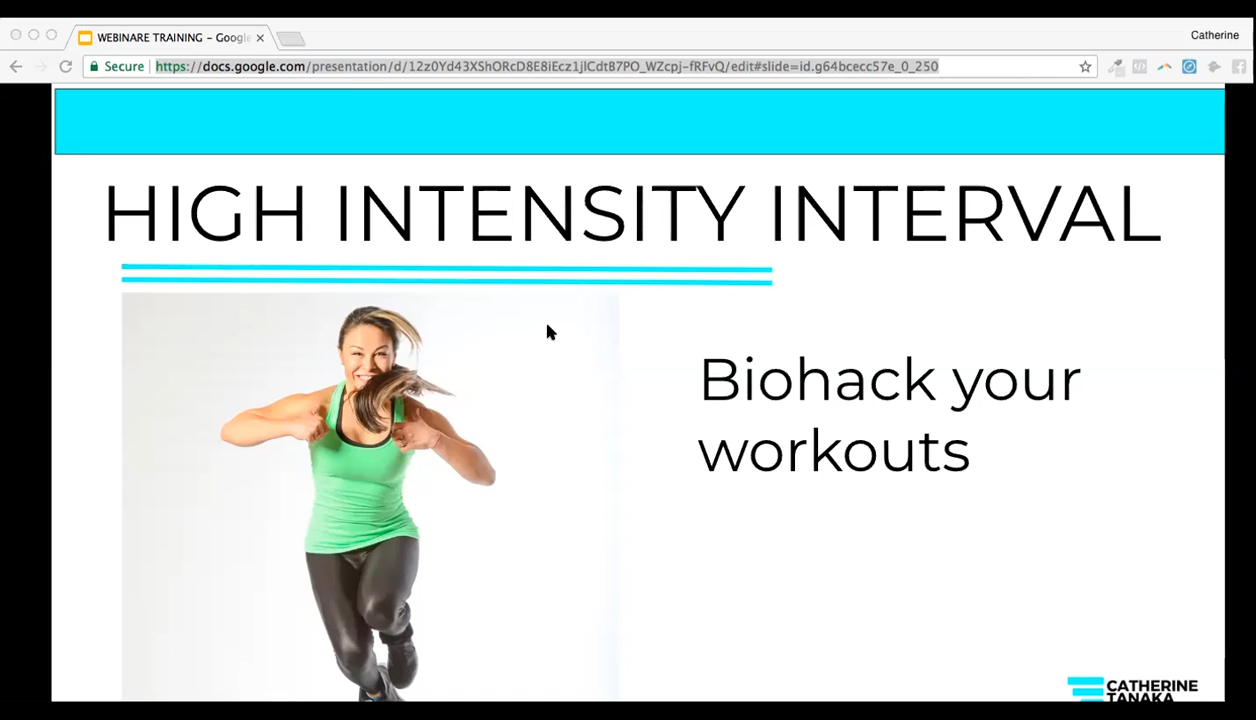 WEBINARE TRAINING – Google
Catherine
Secure
https://docs.google.com/presentation/d/12z0Yd43XShORcD8E8iEcz1jlCdtB7PO_WZcpj-fRFvQ/edit#slide=id.g64bcecc57e_0_250
HIGH INTENSITY INTERVAL
Biohack your
workouts
CATHERINE
TANAKA